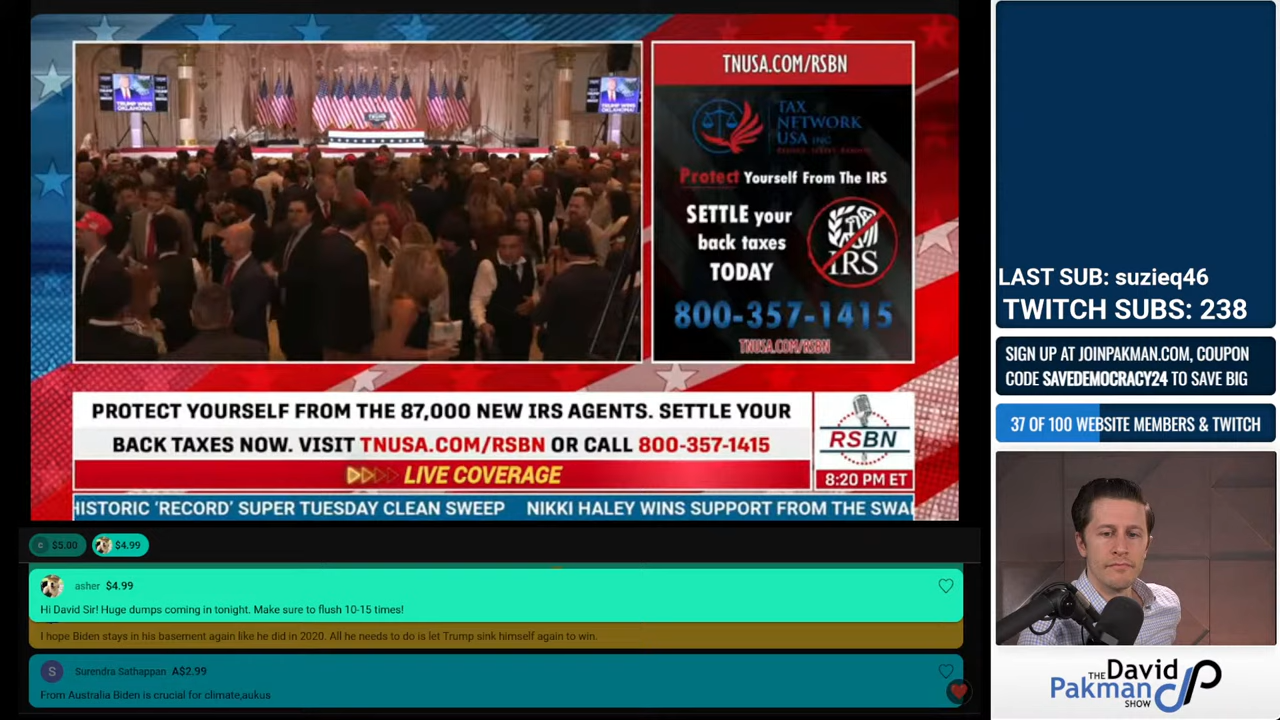 TRUMP WINS
OKLAHOMA!
TRUMP WINS
OKLAHOMA!
TNUSA.COM/RSBN
TAX
NETWORK
USA INC
Protect Yourself From The IRS
SETTLE your
back taxes
TODAY
IRS
800-357-1415
TNUSA.COM/RSBN
PROTECT YOURSELF FROM THE 87,000 NEW IRS AGENTS. SETTLE YOUR
BACK TAXES NOW. VISIT TNUSA.COM/RSBN OR CALL 800-357-1415
LIVE COVERAGE
RSBN
8:20 PM ET
HISTORIC ‘RECORD’ SUPER TUESDAY CLEAN SWEEP NIKKI HALEY WINS SUPPORT FROM THE
C $5.00
$4.99
asher $4.99
Hi David Sir! Huge dumps coming in tonight. Make sure to flush 10-15 times!
I hope Biden stays in his basement again like he did in 2020. All he needs to do is let Trump sink himself again to win.
S Surendra Sathappan A$2.99
From Australia Biden is crucial for climate,aukus
LAST SUB: suzieq46
TWITCH SUBS: 238
SIGN UP AT JOINPAKMAN.COM, COUPON
CODE SAVEDEMOCRACY24 TO SAVE BIG
37 OF 100 WEBSITE MEMBERS & TWITCH
THE David
Pakman
SHOW